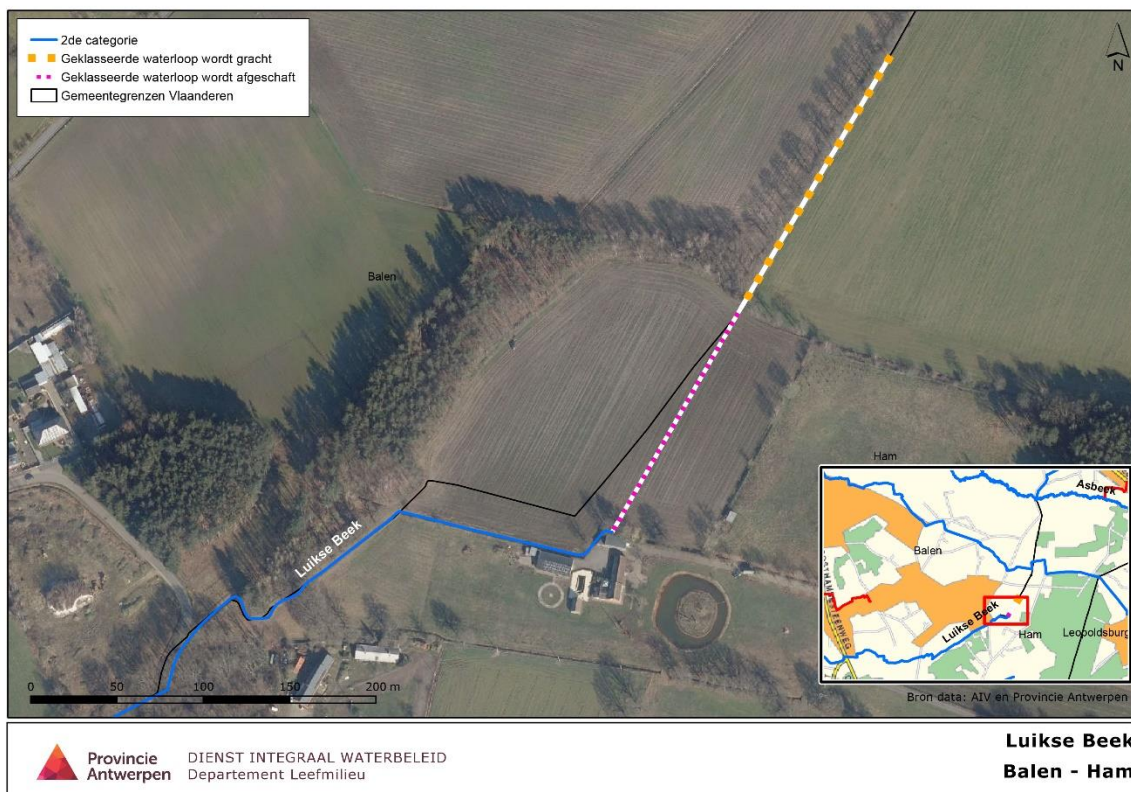 2de categorie
Geklasseerde waterloop wordt gracht
Geklasseerde waterloop wordt afgeschaft
Gemeentegrenzen Vlaanderen
N
Balen
Ham
Luikse Beek
0 50 100 150 200 m
Asbeek
Balen
Luikse Beek
Ham
Leopoldsburg
Bron data: AIV en Provincie Antwerpen
Provincie
Antwerpen
DIENST INTEGRAAL WATERBELEID
Departement Leefmilieu
Luikse Beek
Balen - Ham